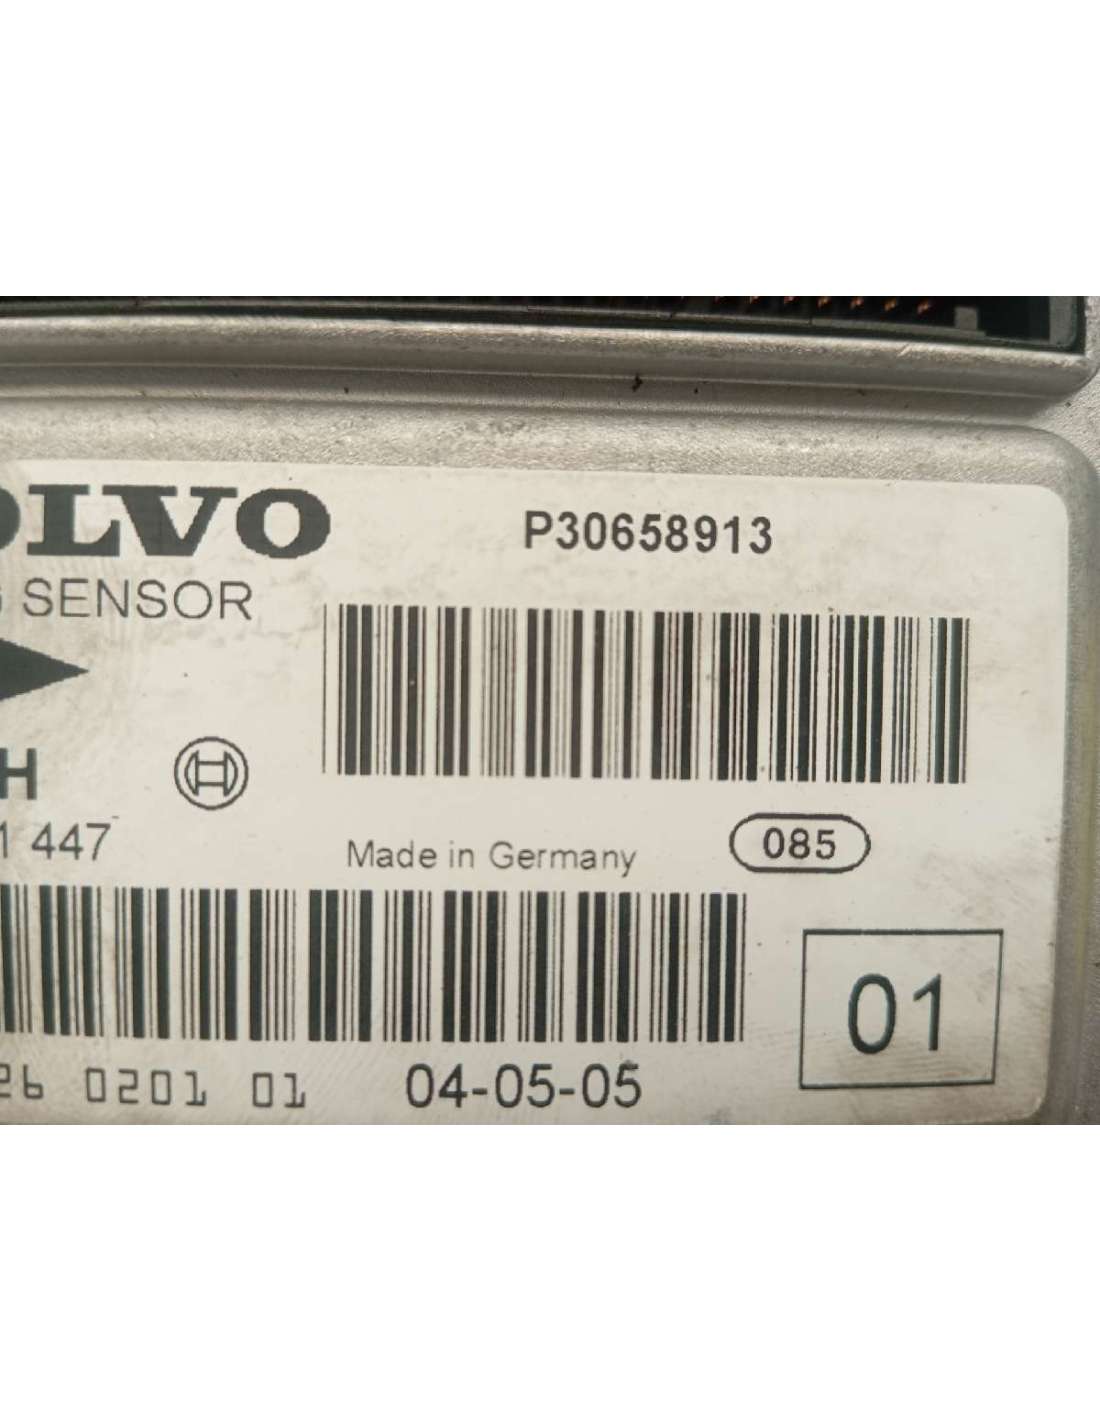 OLVO
P30658913
SENSOR
H
1 447
Made in Germany
085
01
26 0201 01
04-05-05